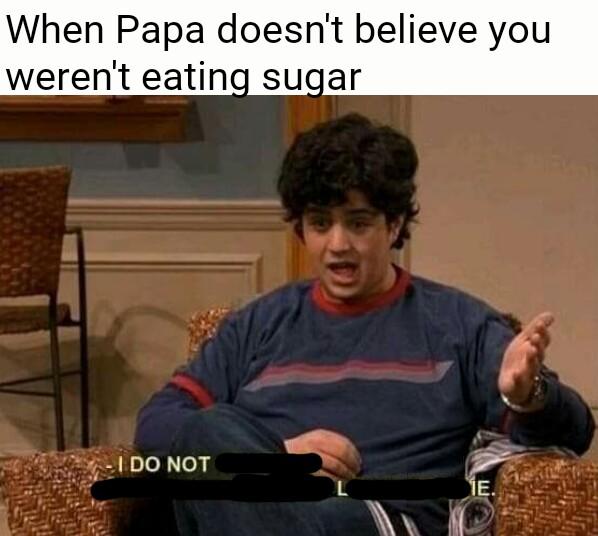 When Papa doesn't believe you
weren't eating sugar
- I DO NOT
L IE.